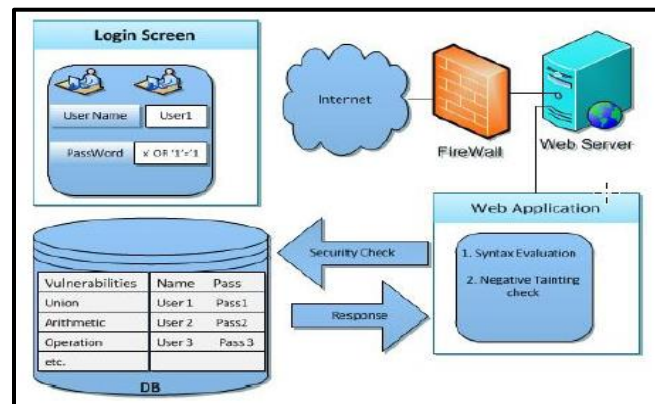 Login Screen
User Name
User1
PassWord
x' OR '1'='1
Internet
FireWall
Web Server
Web Application
1. Syntax Evaluation
2. Negative Tainting
check
Security Check
Response
Vulnerabilities Name Pass
Union User 1 Pass1
Arithmetic User 2 Pass2
Operation User 3 Pass3
etc.
DB